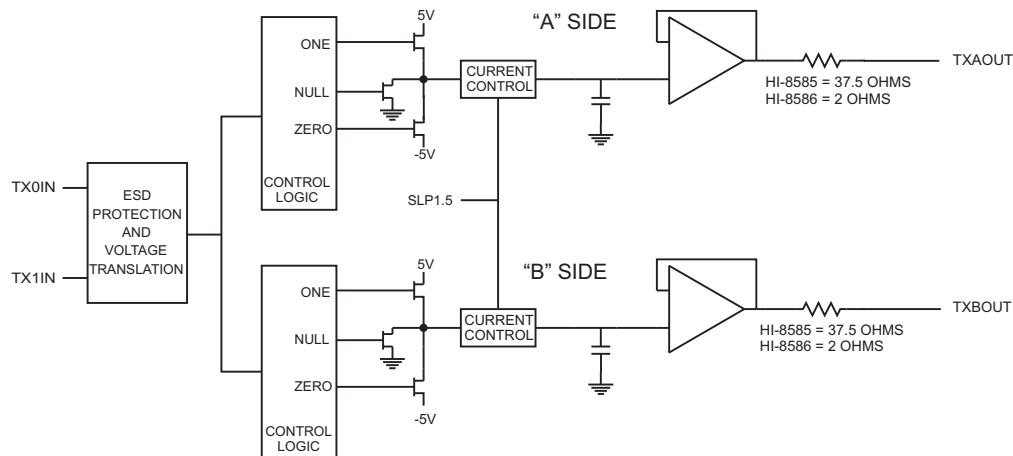 5V
"A" SIDE
ONE
CURRENT
CONTROL
TXAOUT
HI-8585 = 37.5 OHMS
HI-8586 = 2 OHMS
NULL
ZERO
-5V
CONTROL
LOGIC
TX0IN
ESD
PROTECTION
AND
VOLTAGE
TRANSLATION
TX1IN
SLP1.5
5V
"B" SIDE
ONE
CURRENT
CONTROL
TXBOUT
HI-8585 = 37.5 OHMS
HI-8586 = 2 OHMS
NULL
ZERO
-5V
CONTROL
LOGIC